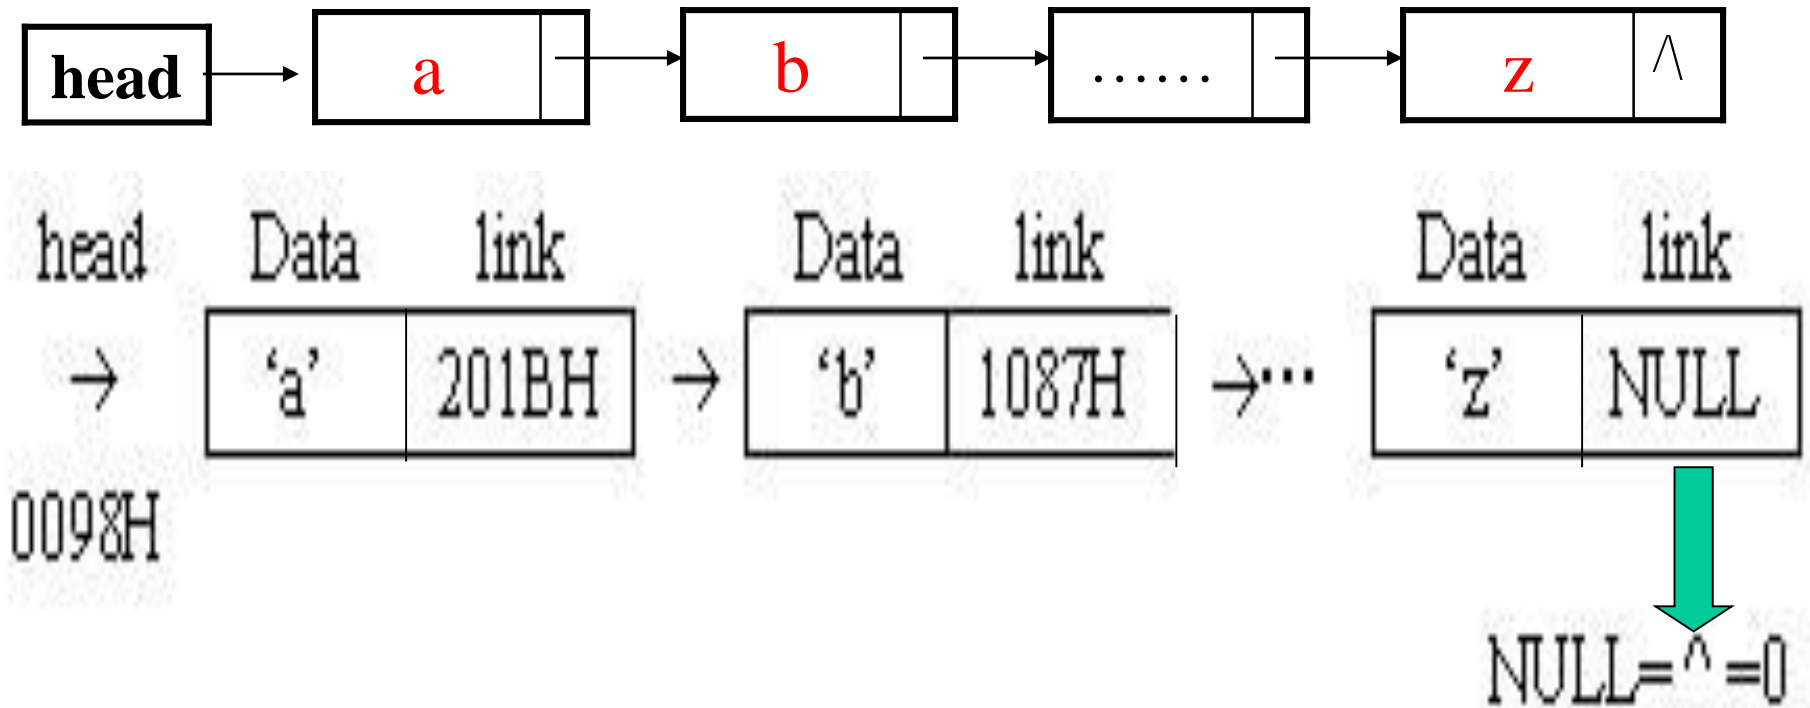 head a b ...... z ^
head Data link Data link Data link
→ ‘a’ 201BH → ‘b’ 1087H →··· ‘z’ NULL
0098H
NULL=^=0